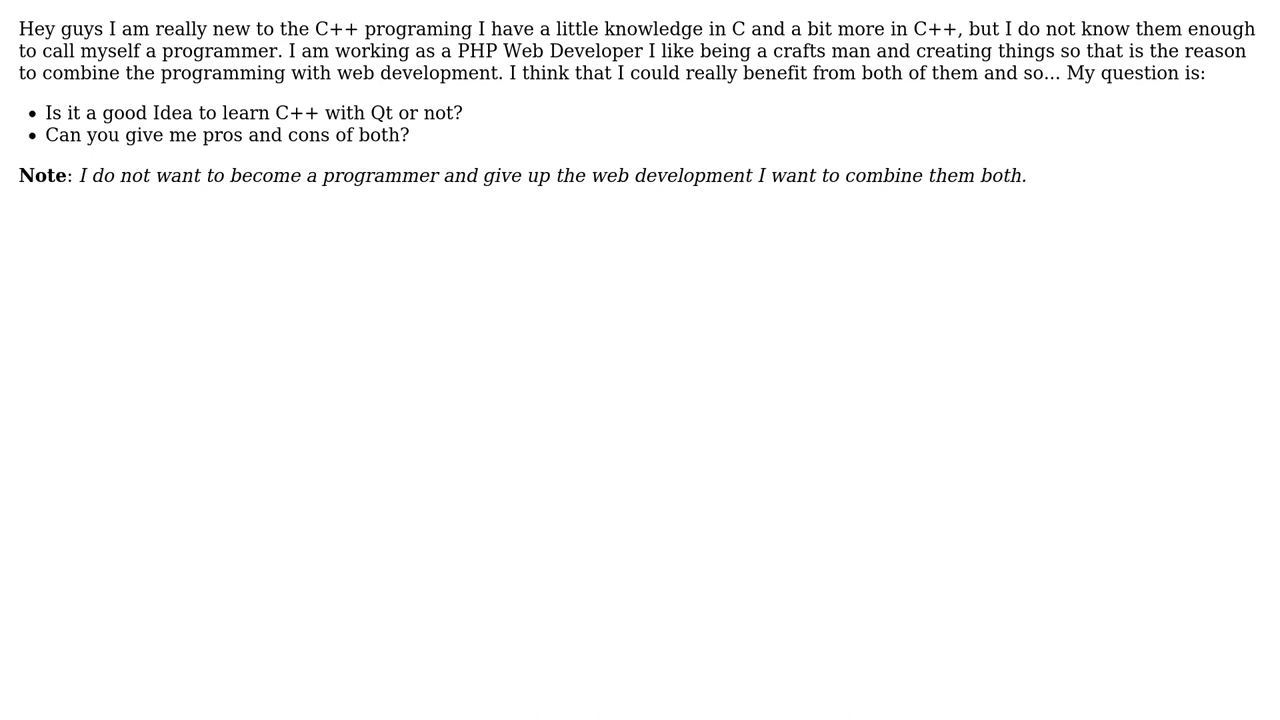 Hey guys I am really new to the C++ programing I have a little knowledge in C and a bit more in C++, but I do not know them enough
to call myself a programmer. I am working as a PHP Web Developer I like being a crafts man and creating things so that is the reason
to combine the programming with web development. I think that I could really benefit from both of them and so... My question is:
• Is it a good Idea to learn C++ with Qt or not?
• Can you give me pros and cons of both?
Note: I do not want to become a programmer and give up the web development I want to combine them both.